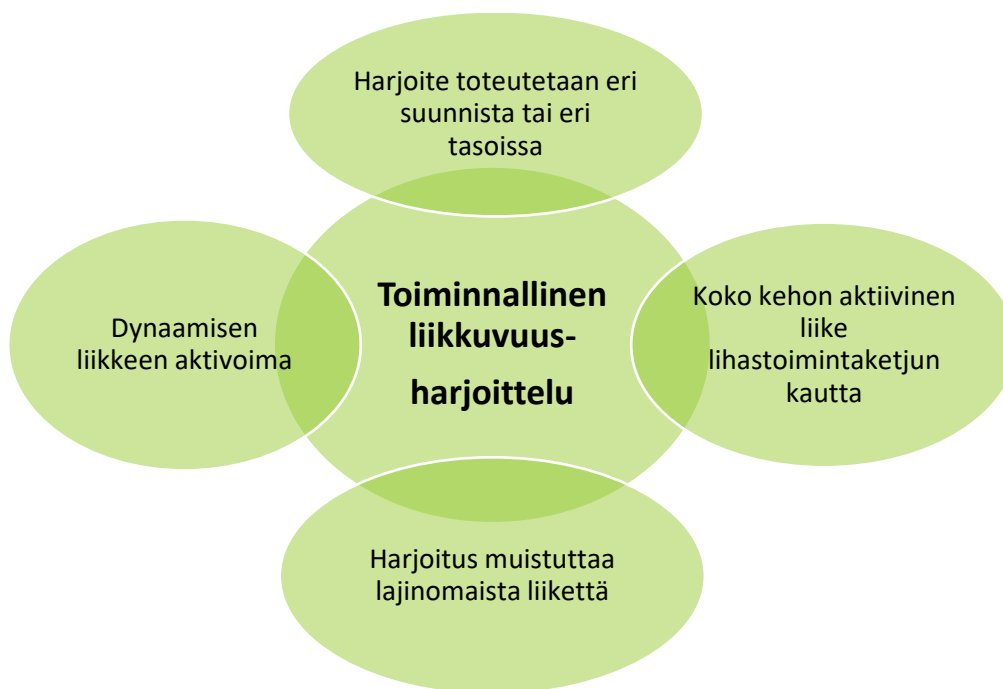 Harjoite toteutetaan eri
suunnista tai eri
tasoissa
Dynaamisen
liikkeen aktivoima
Toiminnallinen
liikkuvuus-
harjoittelu
Koko kehon aktiivinen
liike
lihastoimintaketjun
kautta
Harjoitus muistuttaa
lajinomaista liikettä